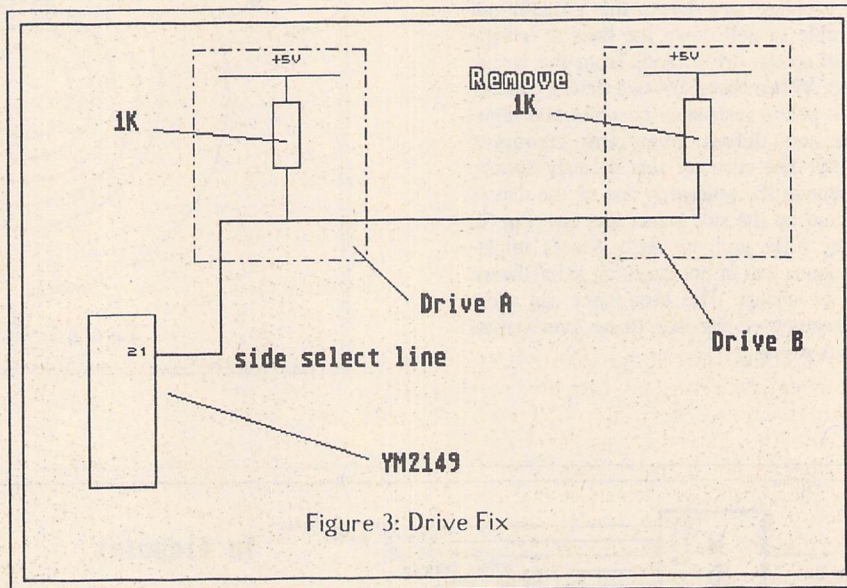 +5V
+5V
Remove
1K
1K
Drive A
Drive B
21
side select line
YM2149
Figure 3: Drive Fix